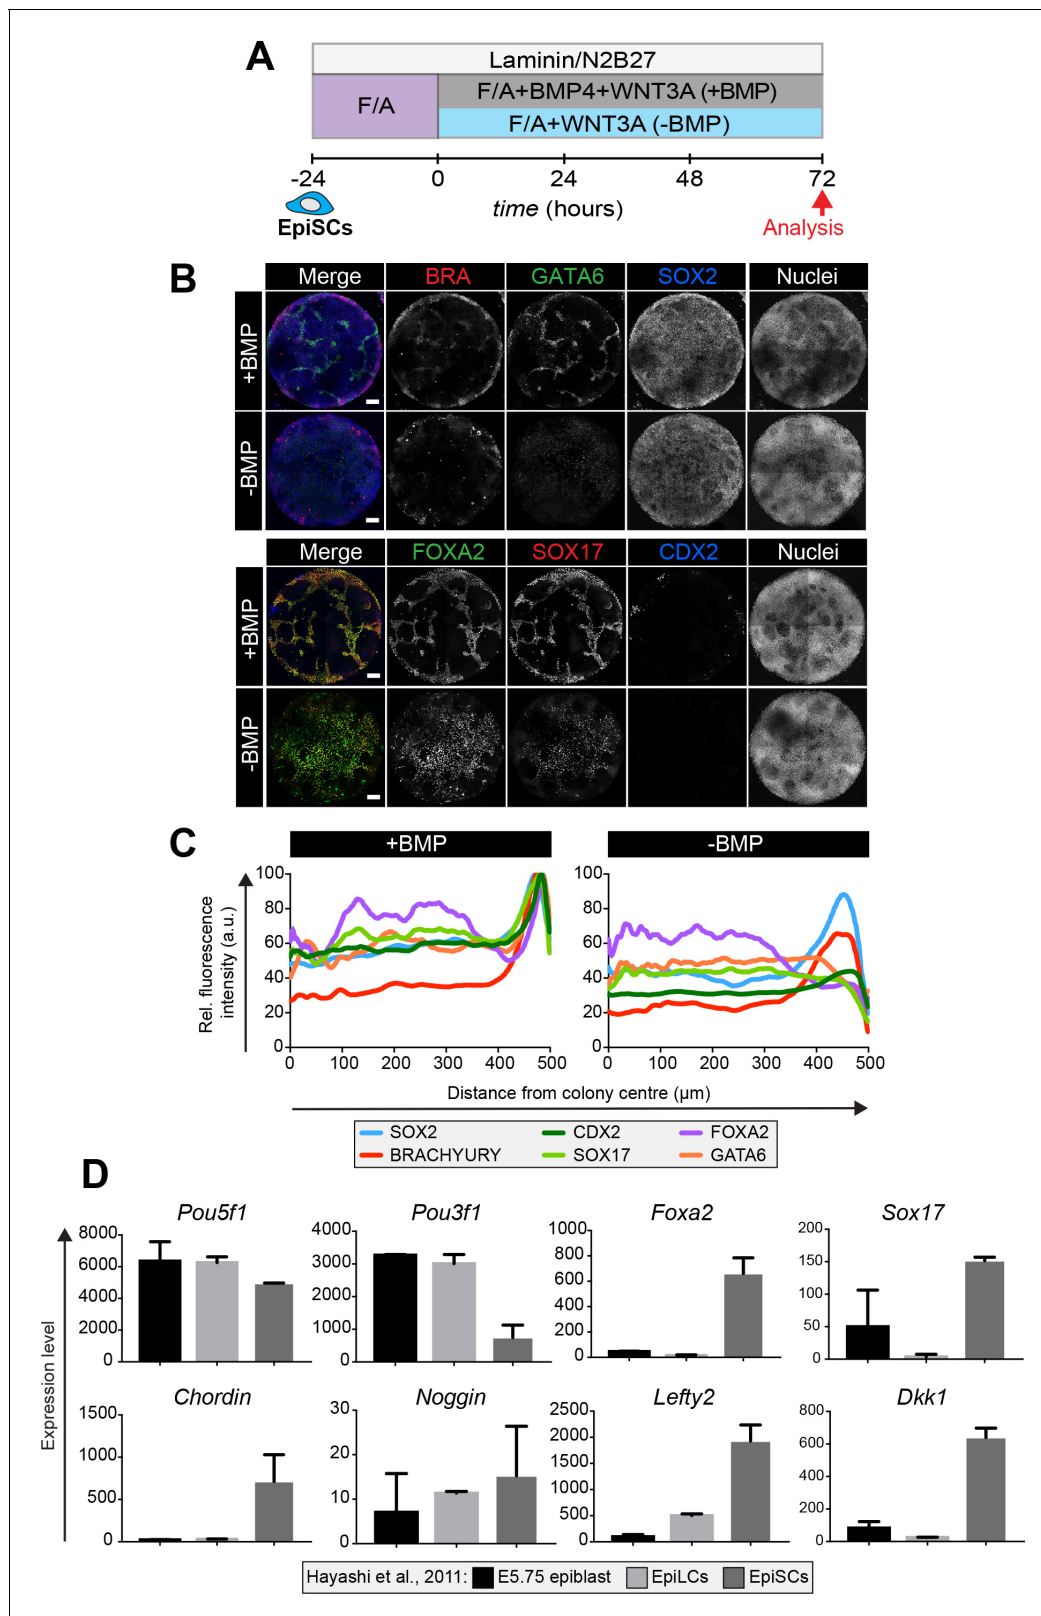 A
Laminin/N2B27
F/A
F/A+BMP4+WNT3A (+BMP)
F/A+WNT3A (-BMP)
-24 0 24 48 72
time (hours)
EpiSCs
Analysis
B
Merge BRA GATA6 SOX2 Nuclei
+BMP
-BMP
Merge FOXA2 SOX17 CDX2 Nuclei
+BMP
-BMP
C
+BMP -BMP
Rel. fluorescence
intensity (a.u.)
100 100
80 80
60 60
40 40
20 20
0 0
0 100 200 300 400 500 0 100 200 300 400 500
Distance from colony centre (µm)
SOX2 CDX2 FOXA2
BRACHYURY SOX17 GATA6
D
Expression level
Pou5f1
8000
6000
4000
2000
0
Pou3f1
4000
3000
2000
1000
0
Foxa2
1000
800
600
400
200
0
Sox17
200
150
100
50
0
Chordin
1500
1000
500
0
Noggin
30
20
10
0
Lefty2
2500
2000
1500
1000
500
0
Dkk1
800
600
400
200
0
Hayashi et al., 2011: E5.75 epiblast EpiLCs EpiSCs